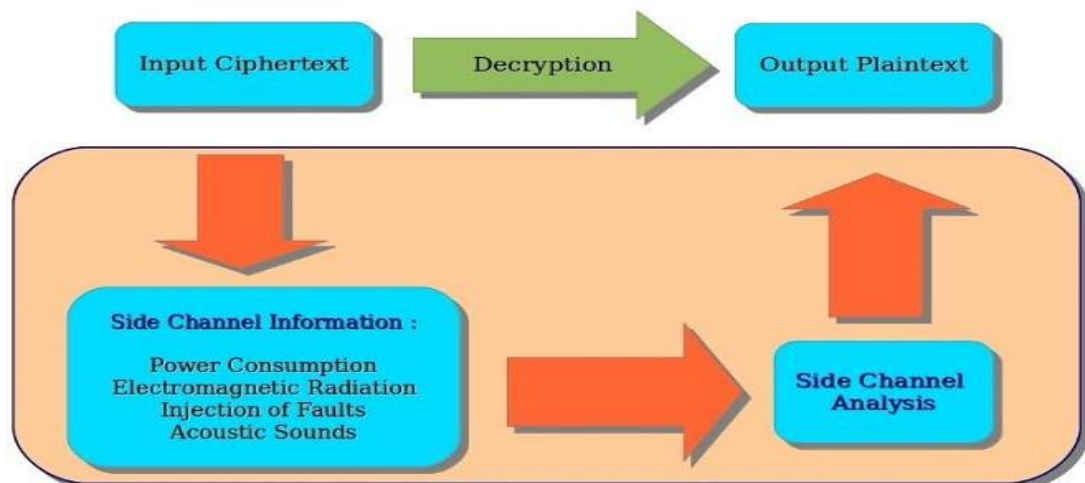 Input Ciphertext
Decryption
Output Plaintext
Side Channel Information :
Power Consumption
Electromagnetic Radiation
Injection of Faults
Acoustic Sounds
Side Channel
Analysis